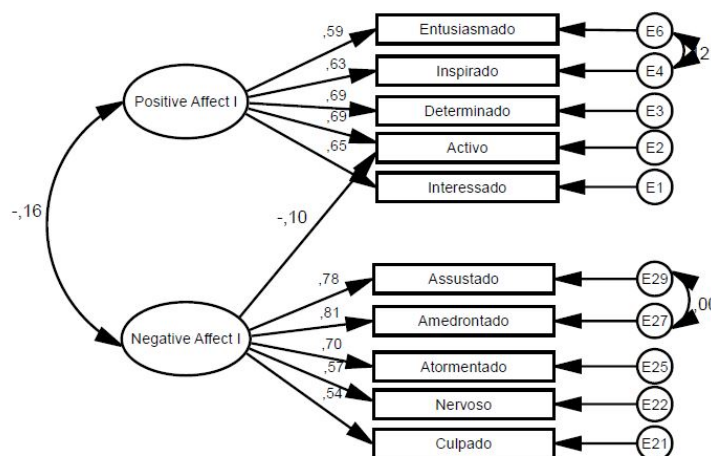 ,59 Entusiasmado E6
,63 Inspirado E4
Positive Affect I ,69 Determinado E3
,69 Activo E2
,65 Interessado E1
-,16 -,10
,78 Assustado E29
,81 Amedrontado E27
Negative Affect I ,70 Atormentado E25
,57 Nervoso E22
,54 Culpado E21